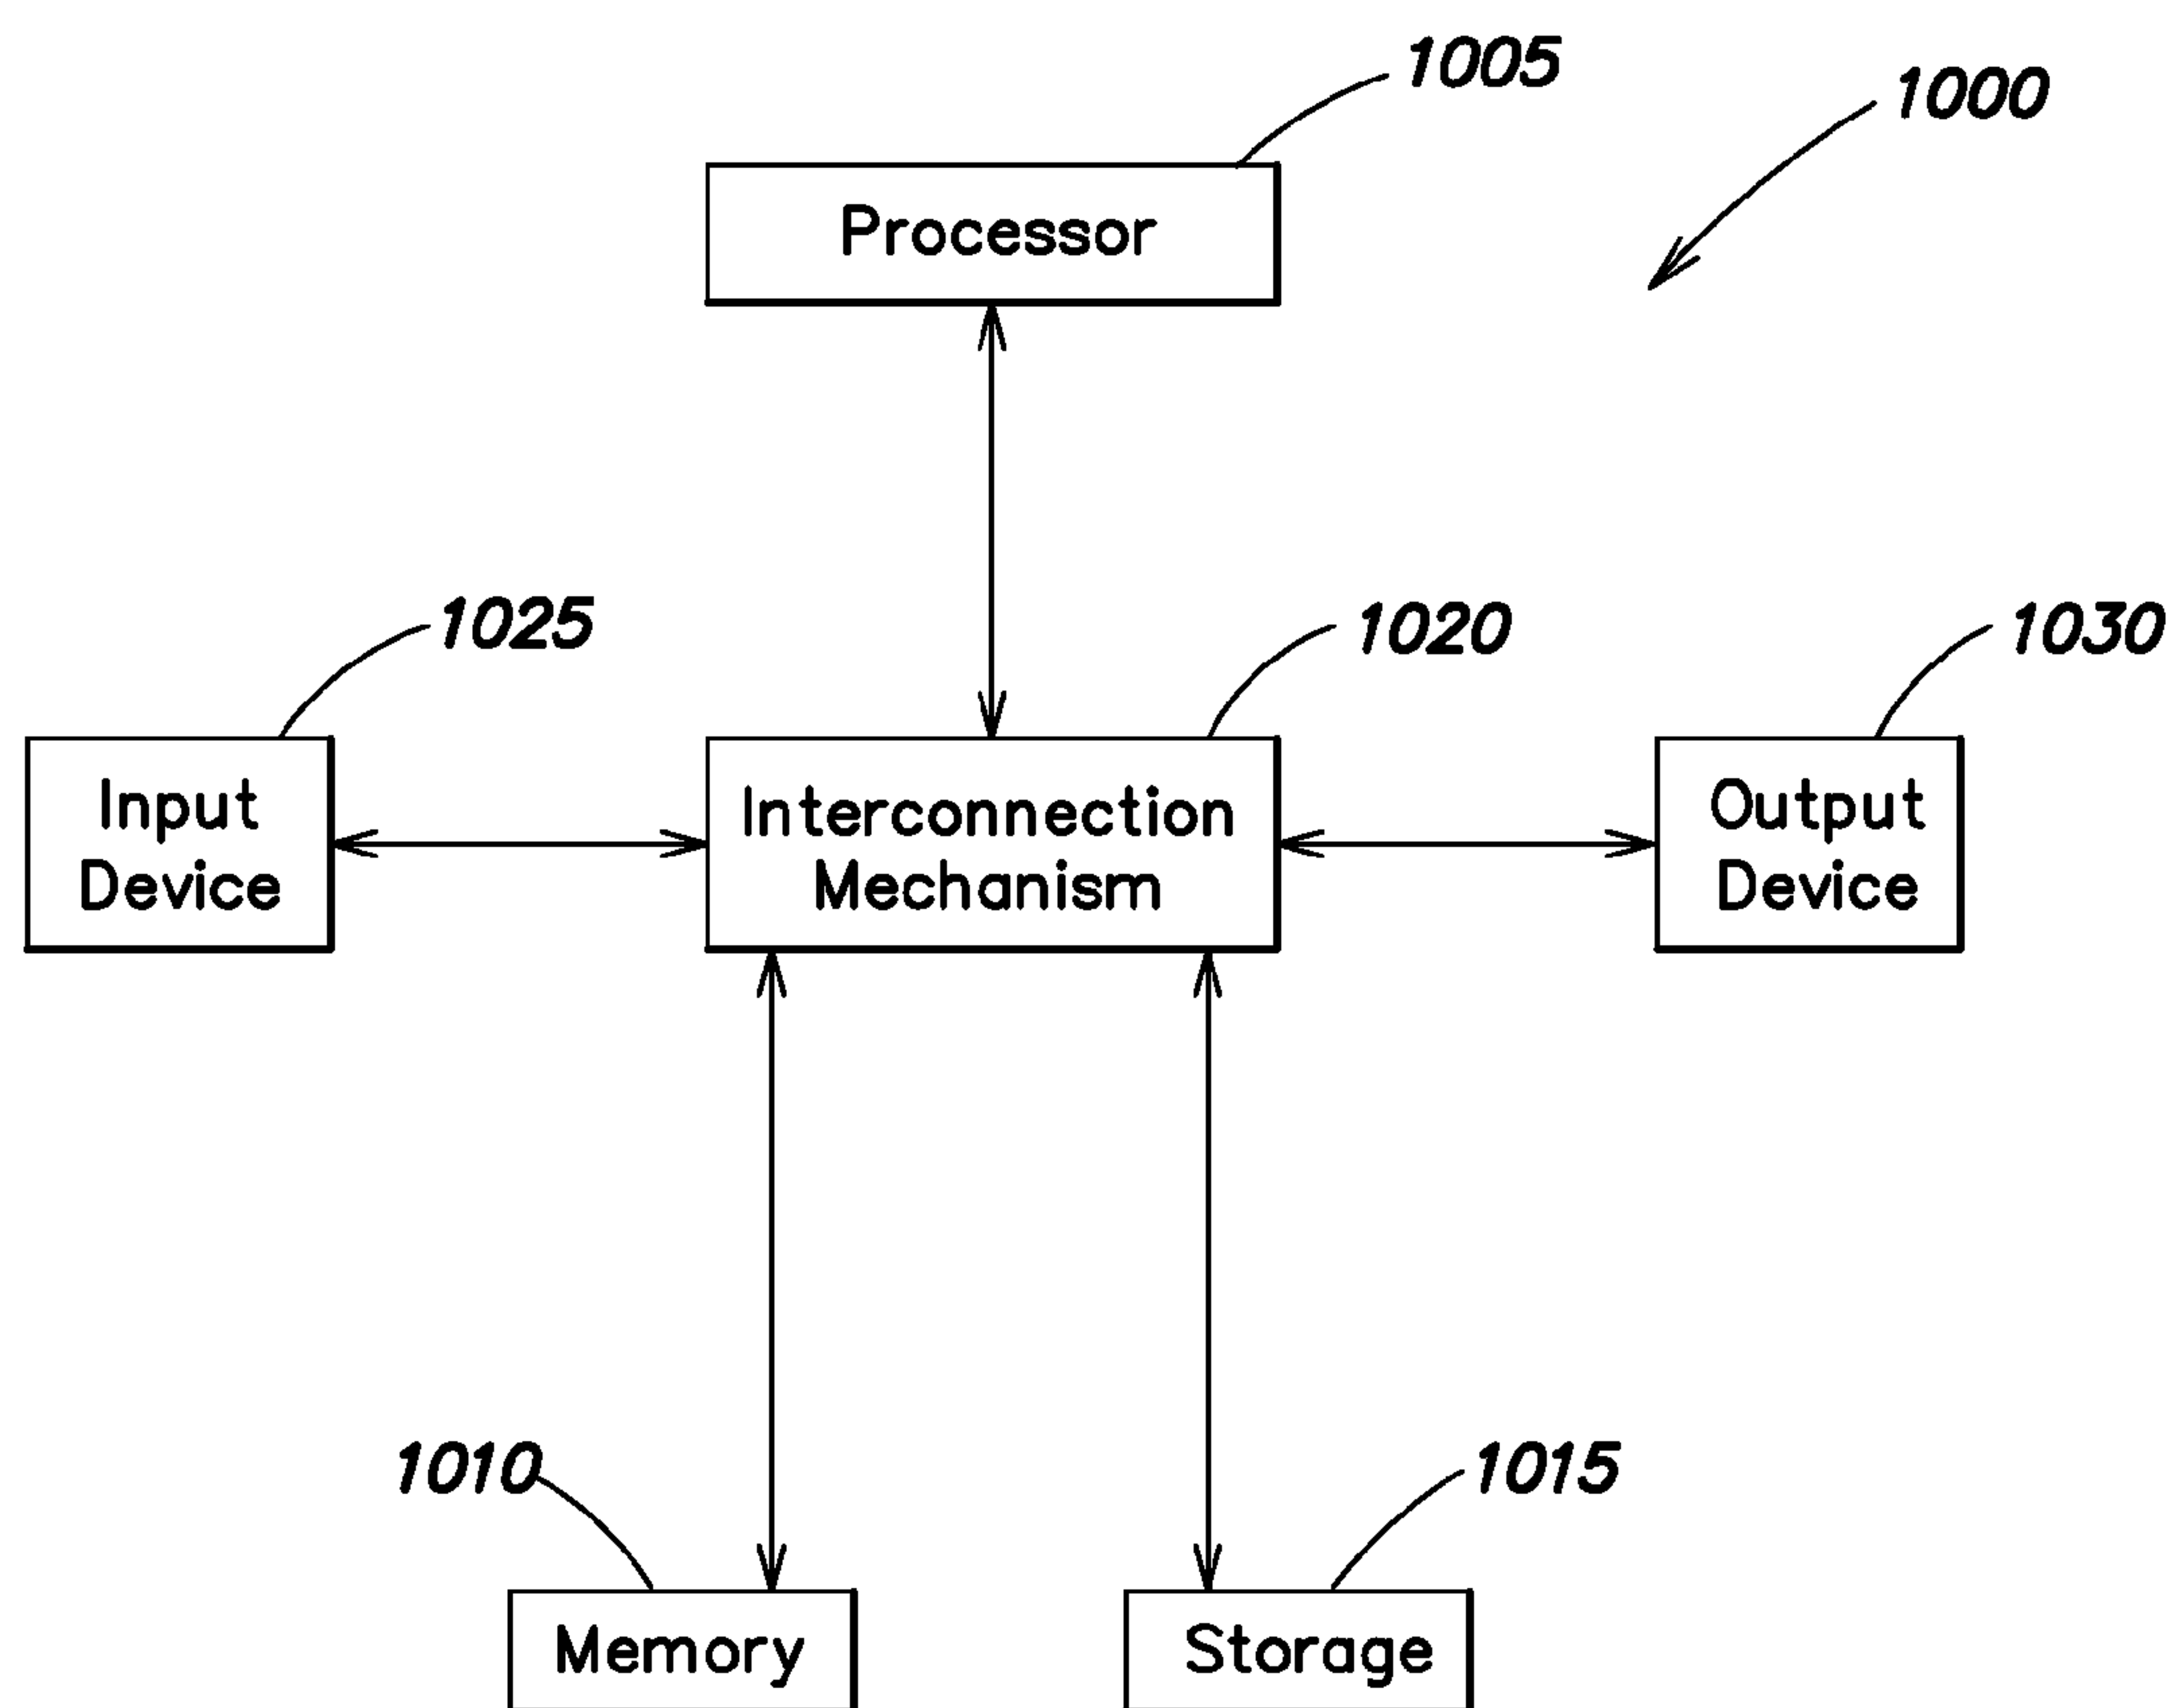 1005
1000
Processor
1025
1020
1030
Input
Device
Interconnection
Mechanism
Output
Device
1010
1015
Memory
Storage